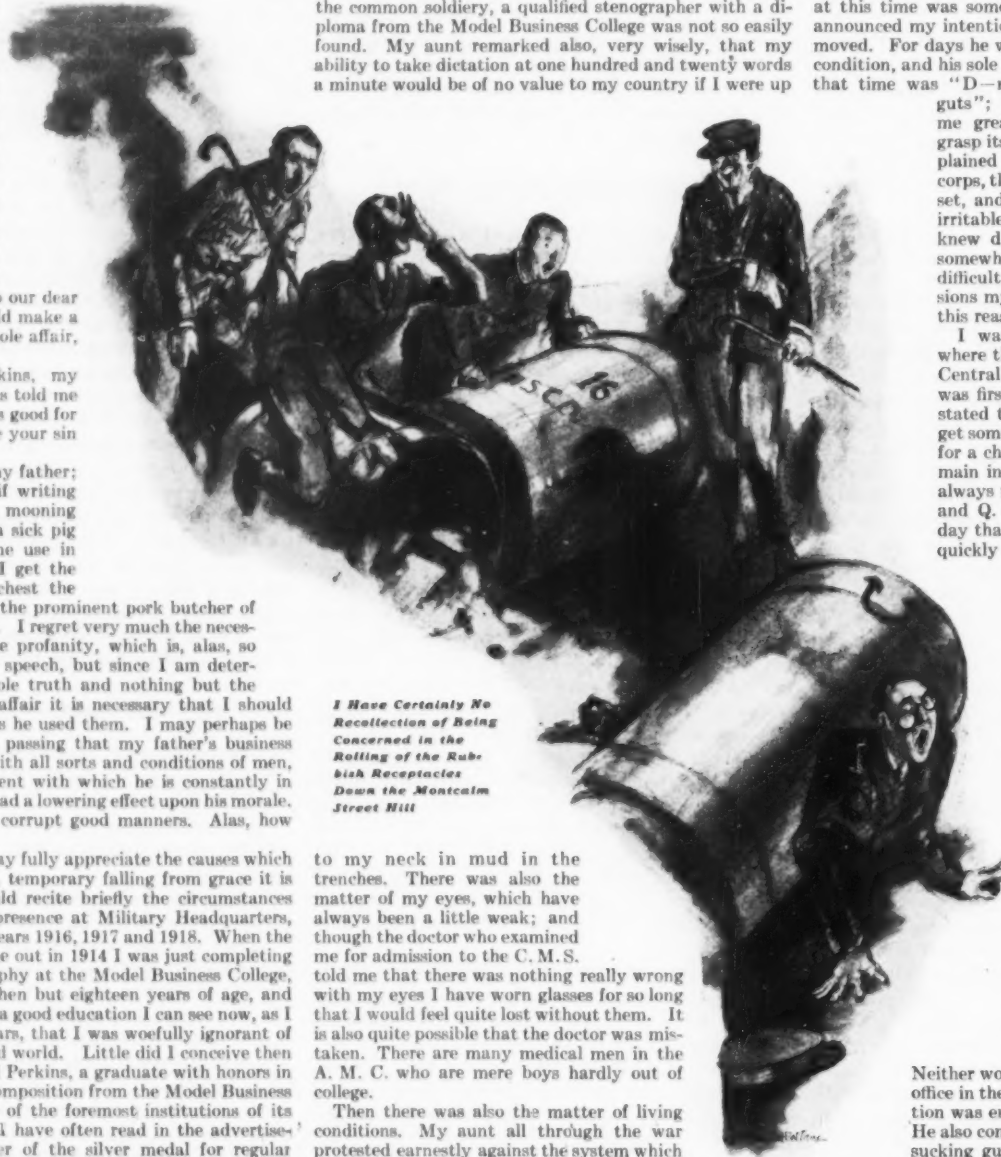 the common soldiery, a qualified stenographer with a di-
ploma from the Model Business College was not so easily
found. My aunt remarked also, very wisely, that my
ability to take dictation at one hundred and twenty words
a minute would be of no value to my country if I were up
o our dear
ld make a
ole affair,
kins, my
s told me
s good for
e your sin
ny father;
if writing
mooning
a sick pig
ne use in
I get the
chest the
the prominent pork butcher of
I regret very much the neces-
e profanity, which is, alas, so
speech, but since I am deter-
ole truth and nothing but the
affair it is necessary that I should
s he used them. I may perhaps be
passing that my father's business
ith all sorts and conditions of men,
ent with which he is constantly in
ad a lowering effect upon his morale.
corrupt good manners. Alas, how
ay fully appreciate the causes which
temporary falling from grace it is
uld recite briefly the circumstances
presence at Military Headquarters,
ears 1916, 1917 and 1918. When the
e out in 1914 I was just completing
phy at the Model Business College,
hen but eighteen years of age, and
a good education I can see now, as I
ars, that I was woefully ignorant of
d world. Little did I conceive then
Perkins, a graduate with honors in
omposition from the Model Business
of the foremost institutions of its
I have often read in the advertise-
er of the silver medal for regular
16
I Have Certainly No
Recollection of Being
Concerned in the
Rolling of the Rub-
bish Receptacles
Down the Montcalm
Street Hill
to my neck in mud in the
trenches. There was also the
matter of my eyes, which have
always been a little weak; and
though the doctor who examined
me for admission to the C. M. S.
told me that there was nothing really wrong
with my eyes I have worn glasses for so long
that I would feel quite lost without them. It
is also quite possible that the doctor was mis-
taken. There are many medical men in the
A. M. C. who are mere boys hardly out of
college.
Then there was also the matter of living
conditions. My aunt all through the war
protested earnestly against the system which
at this time was som
announced my intentio
moved. For days he w
condition, and his sole
that time was "D—n
guts";
me grea
grasp its
plained
corps, th
set, and
irritable
knew d
somewh
difficult
sions my
this reas
I wa
where t
Central
was firs
stated t
get som
for a ch
main in
always
and Q.
day tha
quickly
Neither wo
office in the
tion was e
He also con
sucking gu